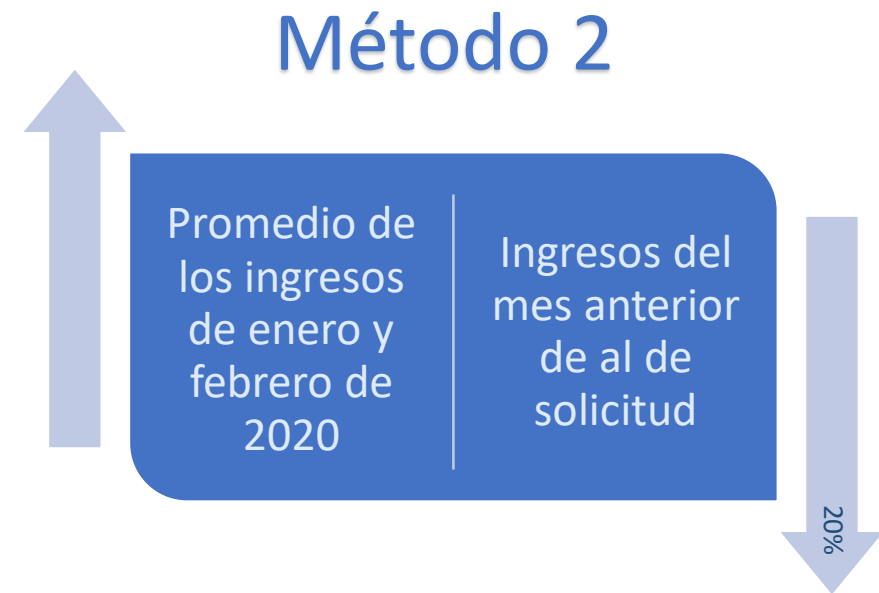 Método 2
Promedio de
los ingresos
de enero y
febrero de
2020
Ingresos del
mes anterior
de al de
solicitud
20%